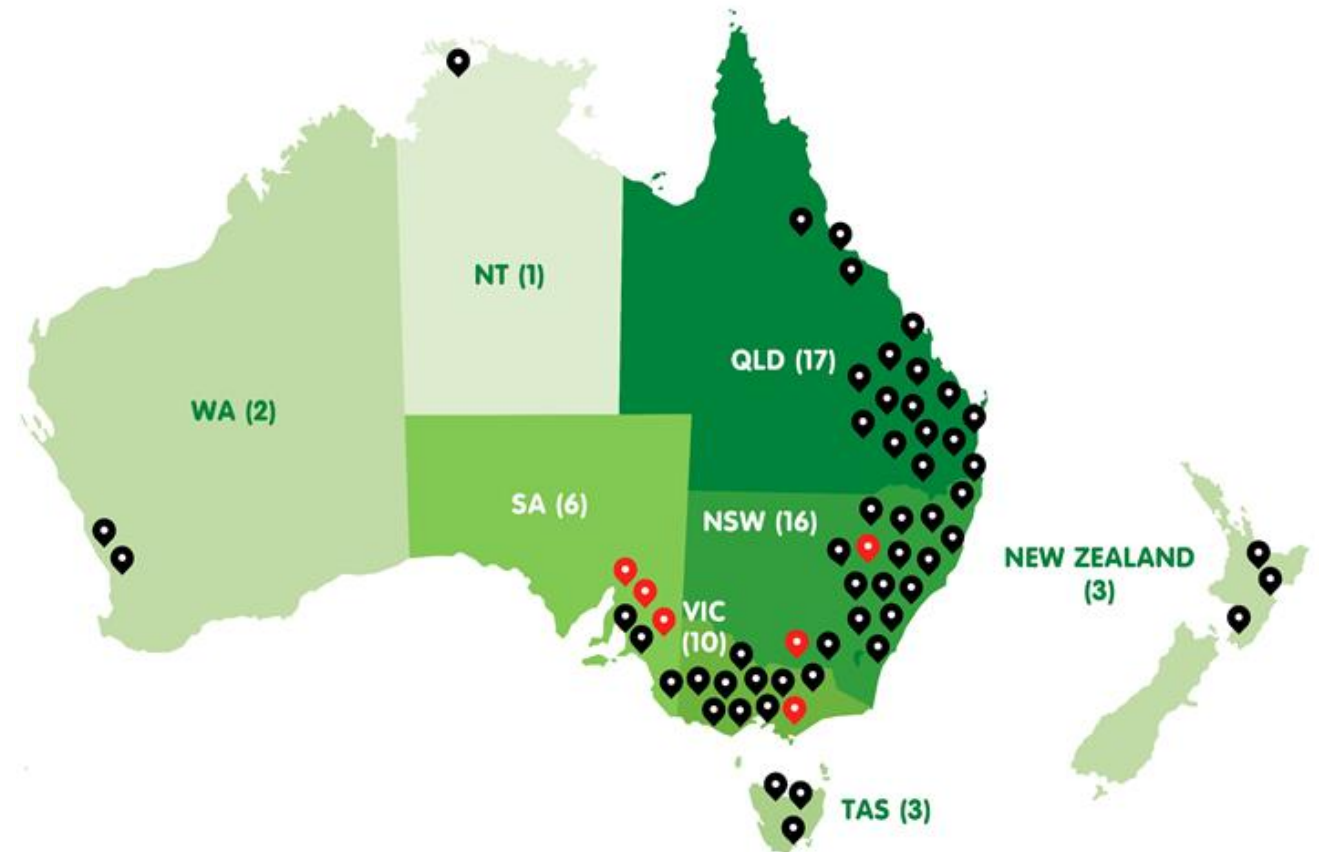 NT (1)
QLD (17)
WA (2)
SA (6)
NSW (16)
NEW ZEALAND
(3)
VIC
(10)
TAS (3)